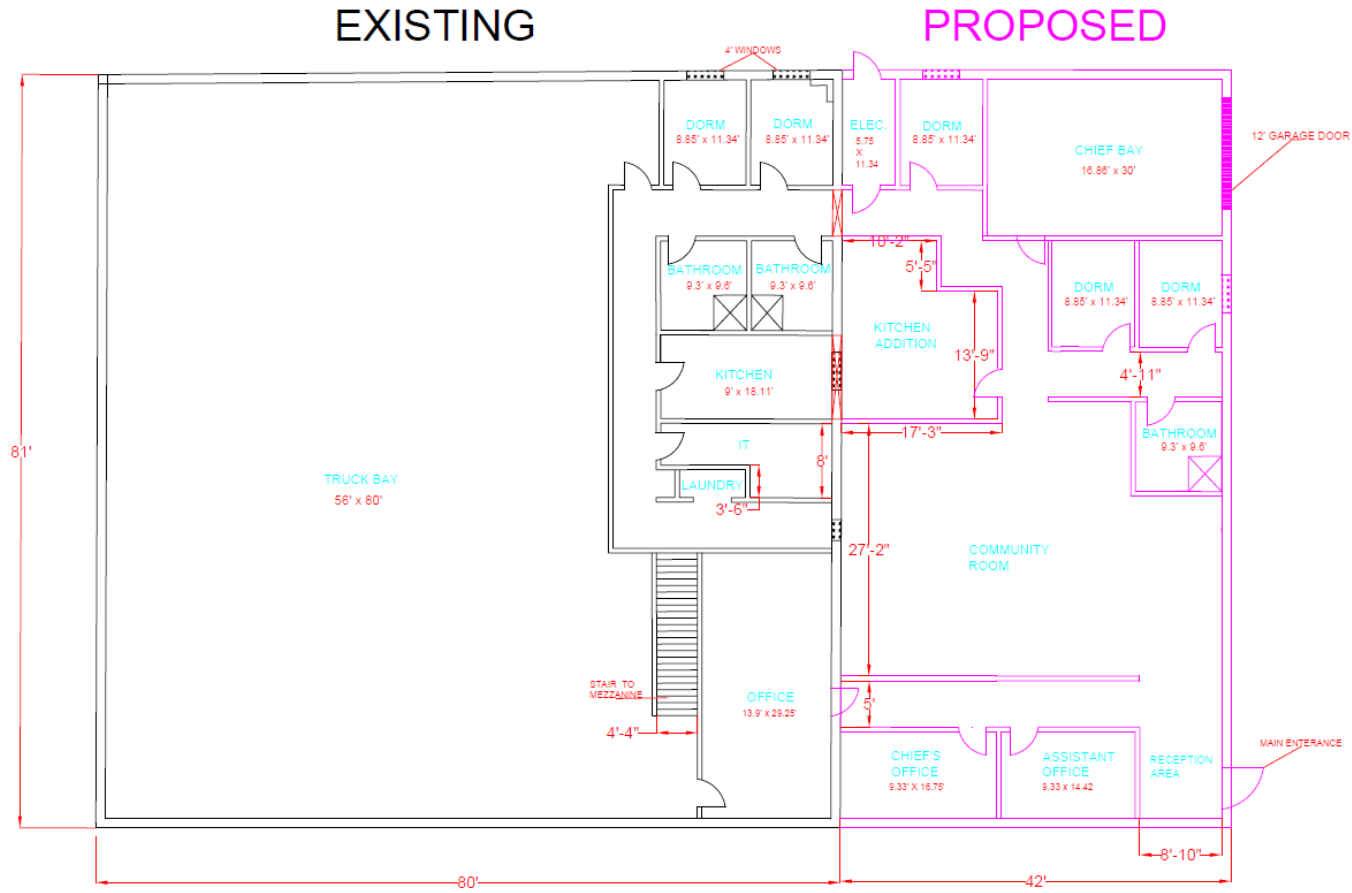 EXISTING
PROPOSED
4' WINDOWS
DORM
8.85' x 11.34'
DORM
8.85' x 11.34'
ELEC.
5.75
X
11.34
DORM
8.85' x 11.34'
CHIEF BAY
16.86' x 30'
12' GARAGE DOOR
10'-2"
5'-5"
BATHROOM
9.3' x 9.6'
BATHROOM
9.3' x 9.6'
DORM
8.85' x 11.34'
DORM
8.85' x 11.34'
KITCHEN
ADDITION
13'-9"
KITCHEN
9' x 18.11'
4'-11"
17'-3"
BATHROOM
9.3' x 9.6'
81'
IT
8'
TRUCK BAY
56' x 80'
LAUNDRY
3'-6"
27'-2"
COMMUNITY
ROOM
STAIR TO
MEZZANINE
4'-4"
OFFICE
13.9' x 29.25'
5'
CHIEF'S
OFFICE
9.33' X 16.75'
ASSISTANT
OFFICE
9.33 x 14.42
RECEPTION
AREA
MAIN ENTERANCE
8'-10"
80'
42'